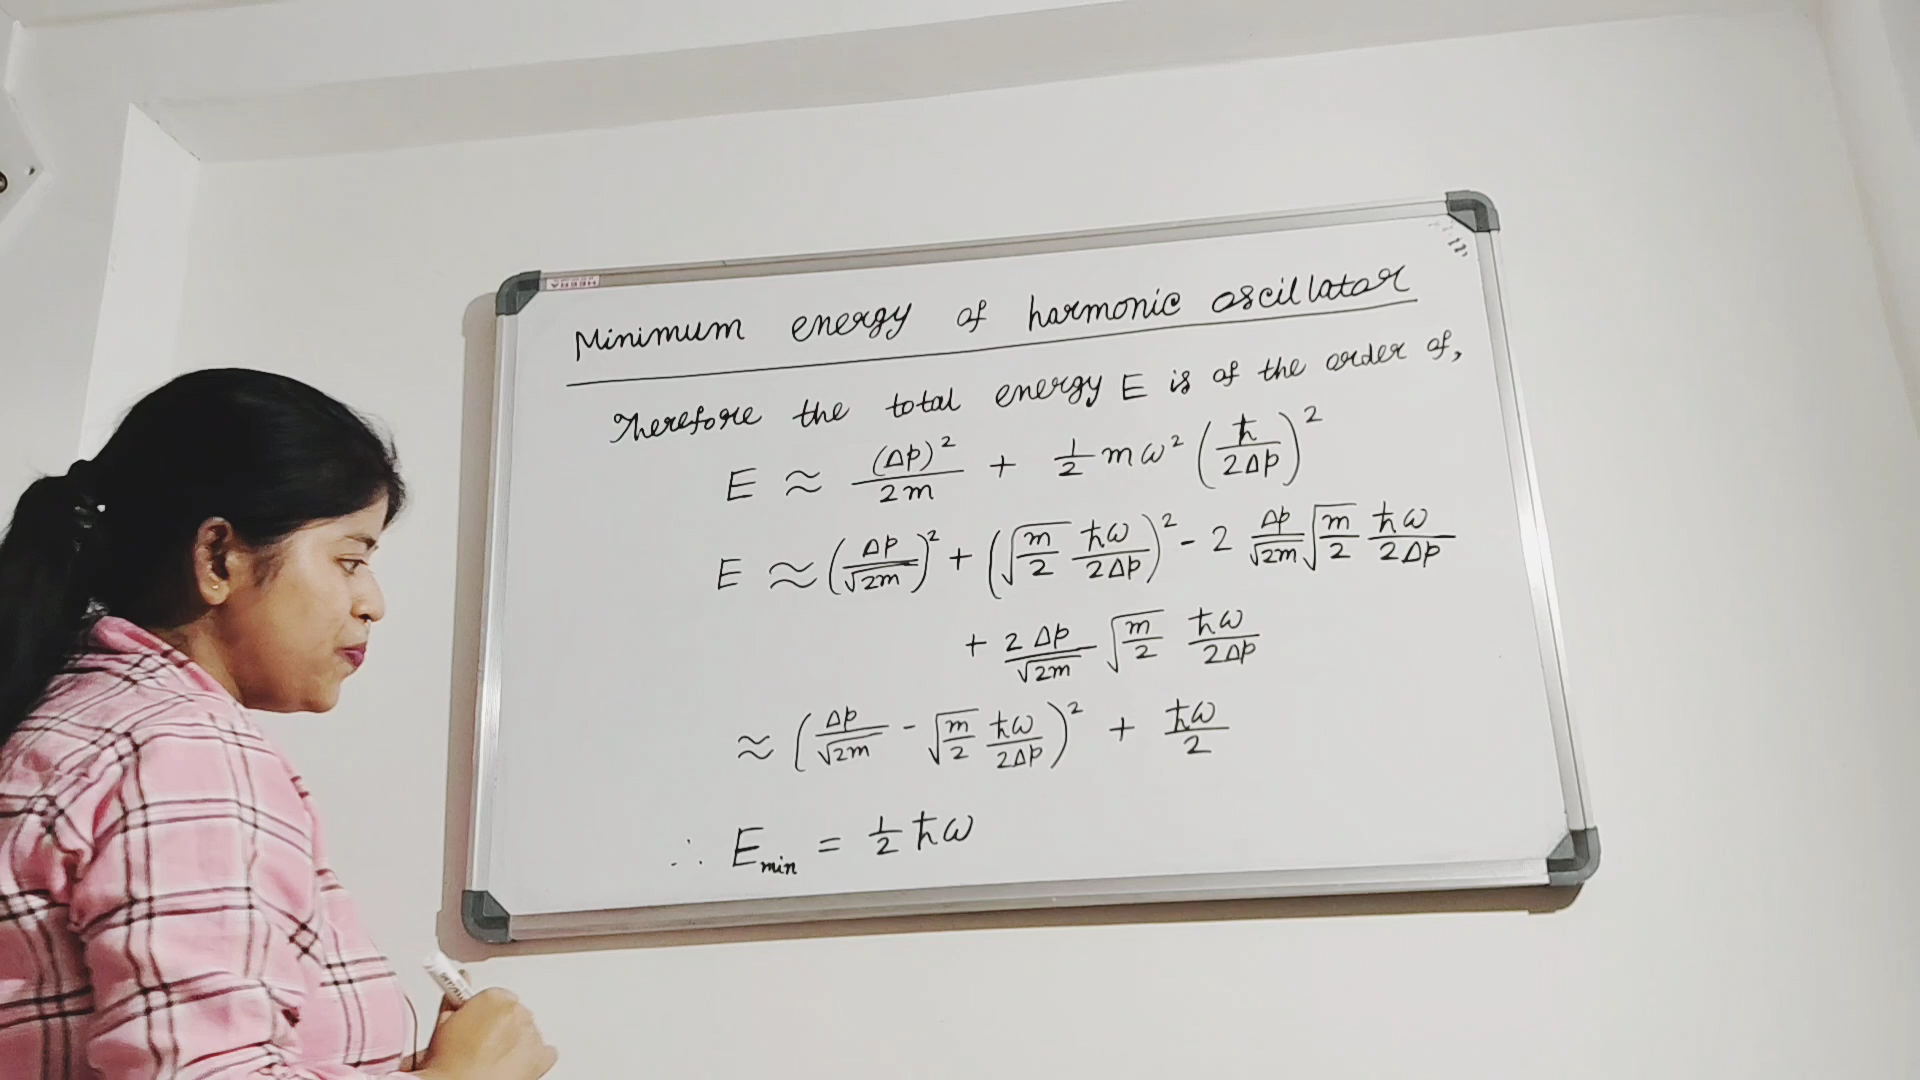 Minimum energy of harmonic oscillator
Therefore the total energy E is of the order of,
E ≈ (Δp)²/2m + 1/2 mω² (ħ/2Δp)²
E ≈ (Δp/√2m)² + (√(m/2) ħω/2Δp)² - 2 Δp/√2m √(m/2) ħω/2Δp
+ 2Δp/√2m √(m/2) ħω/2Δp
≈ (Δp/√2m - √(m/2) ħω/2Δp)² + ħω/2
∴ E_min = 1/2 ħω